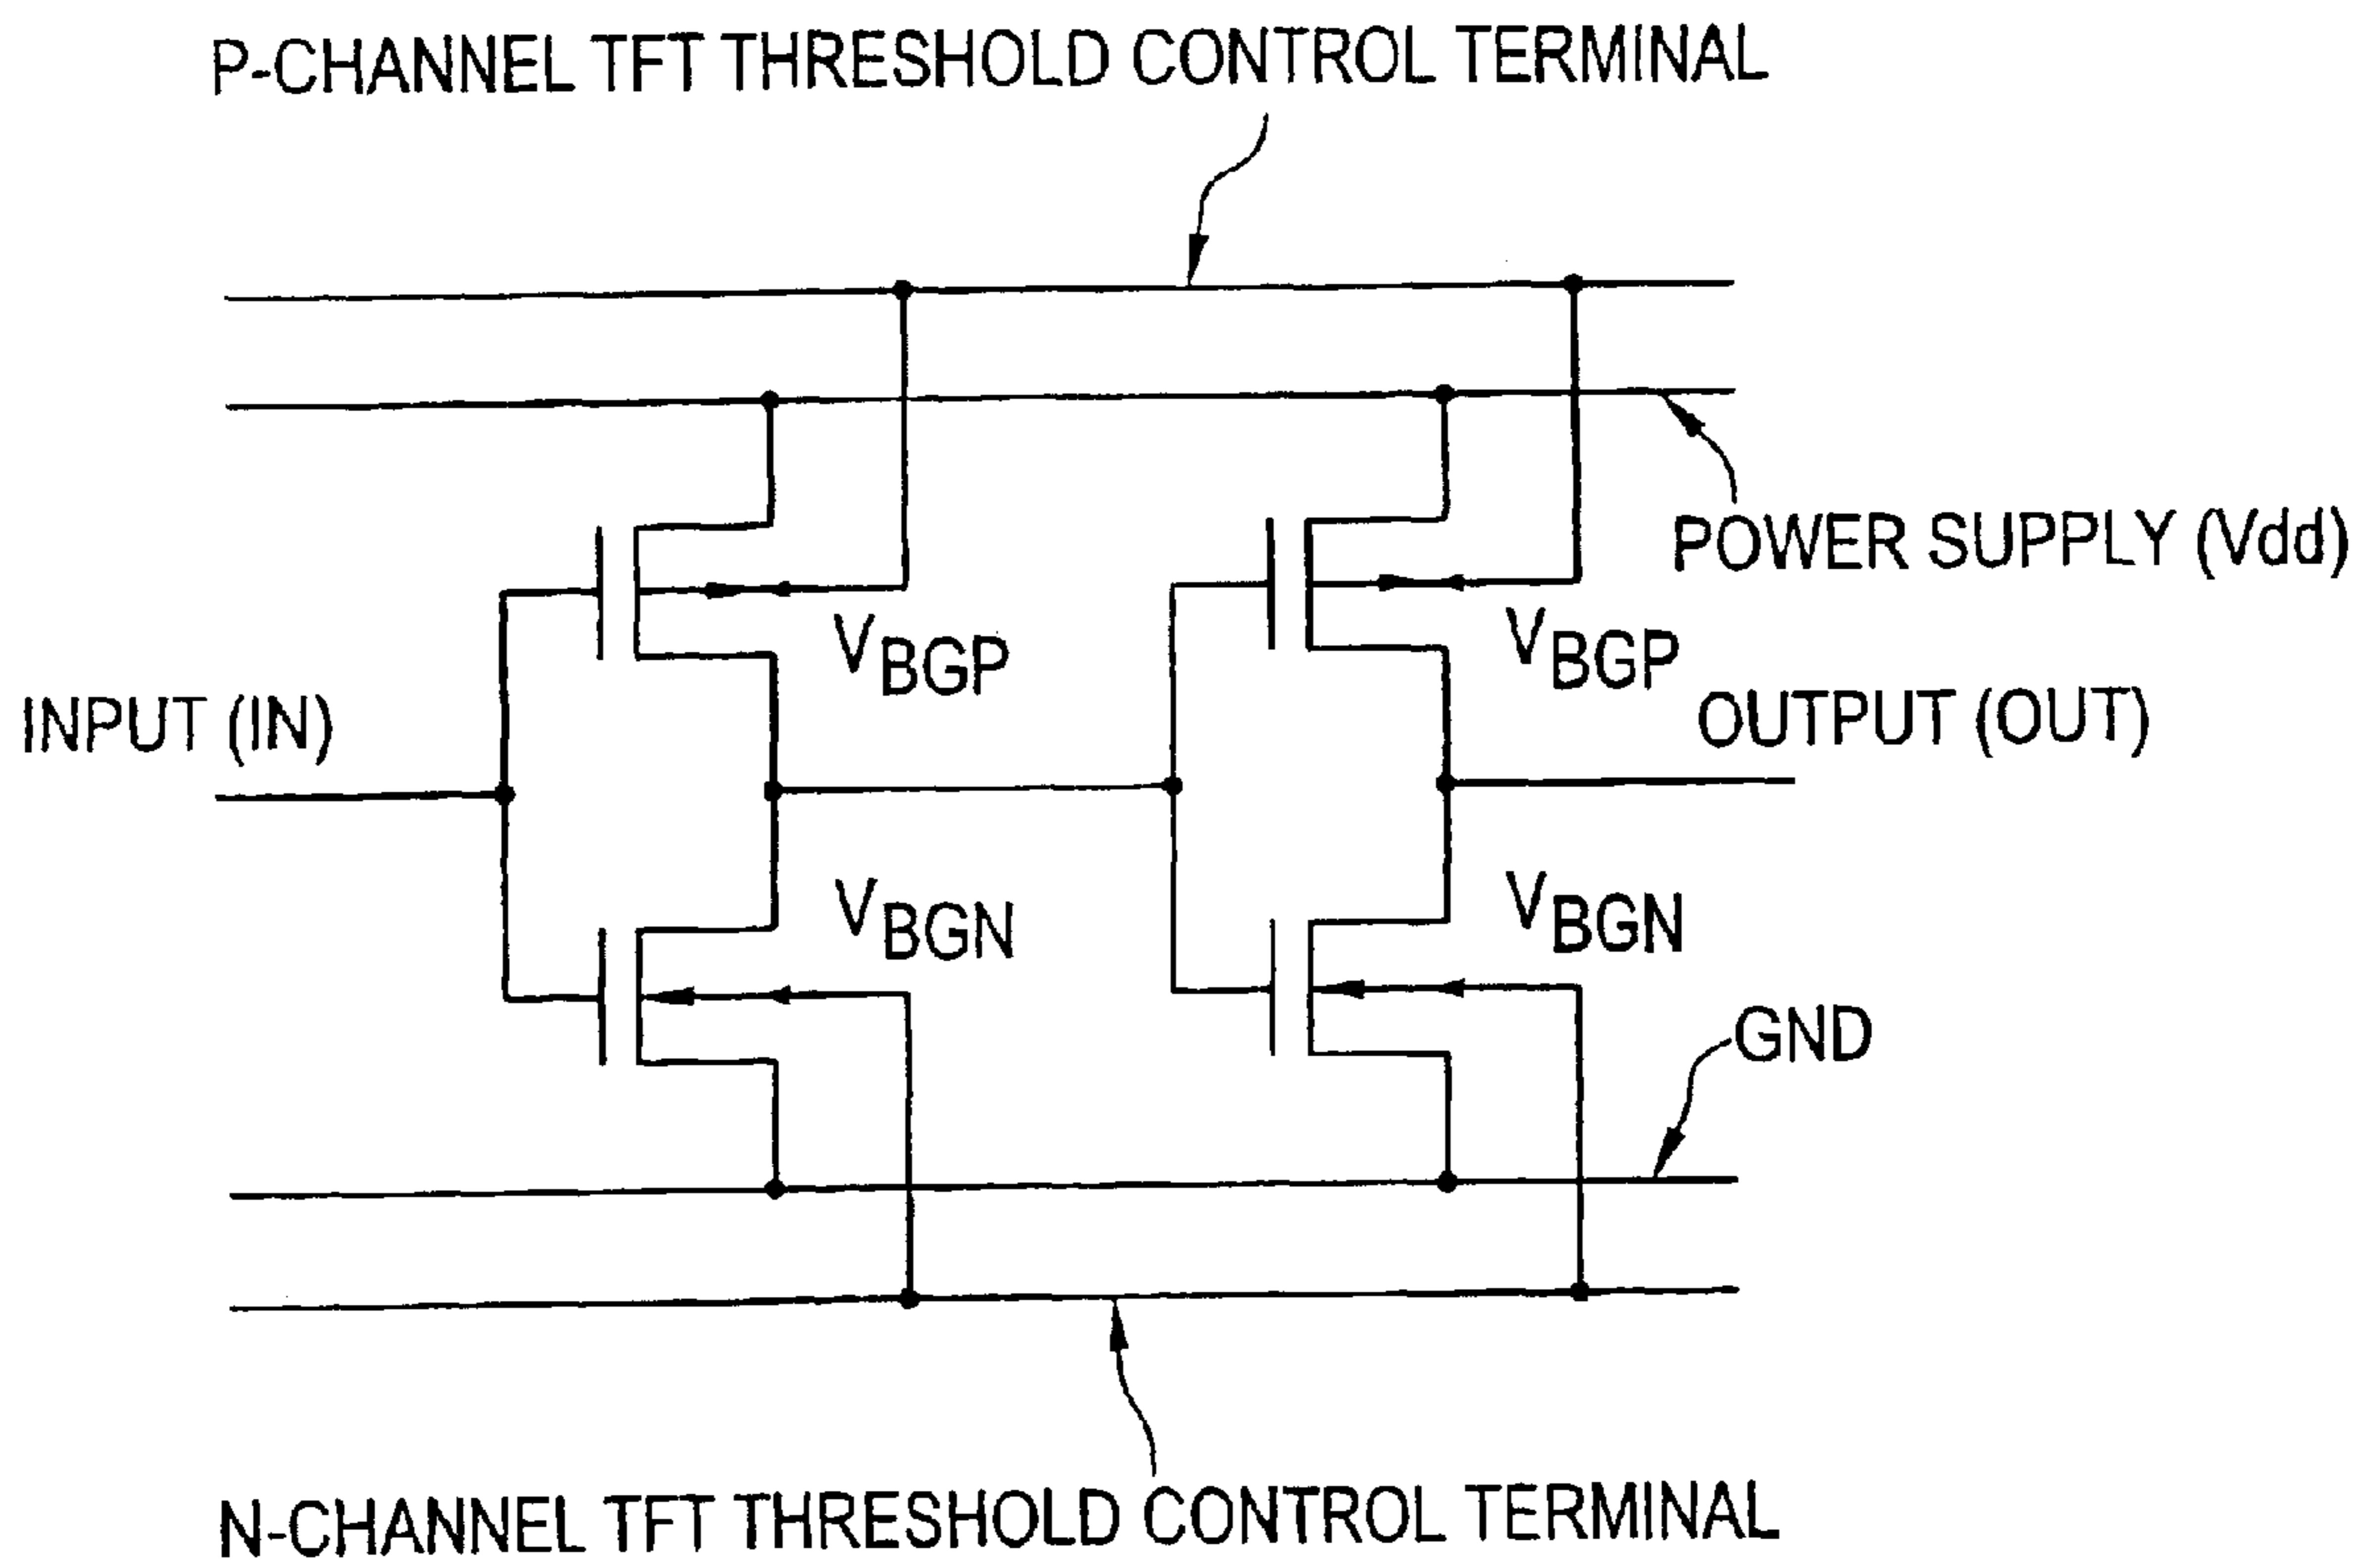 P-CHANNEL TFT THRESHOLD CONTROL TERMINAL
POWER SUPPLY (Vdd)
VBGP
VBGP
INPUT (IN)
OUTPUT (OUT)
VBGN
VBGN
GND
N-CHANNEL TFT THRESHOLD CONTROL TERMINAL